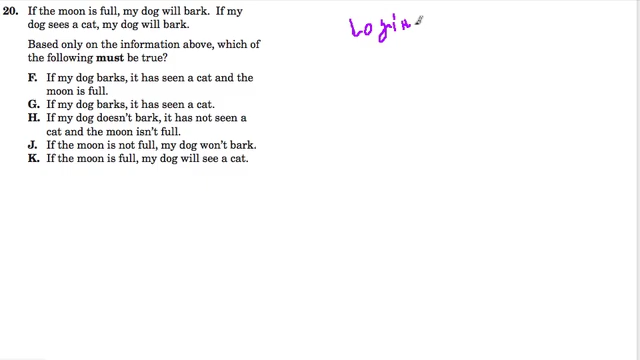 20. If the moon is full, my dog will bark. If my
dog sees a cat, my dog will bark.
Based only on the information above, which of
the following must be true?
F. If my dog barks, it has seen a cat and the
moon is full.
G. If my dog barks, it has seen a cat.
H. If my dog doesn't bark, it has not seen a
cat and the moon isn't full.
J. If the moon is not full, my dog won't bark.
K. If the moon is full, my dog will see a cat.